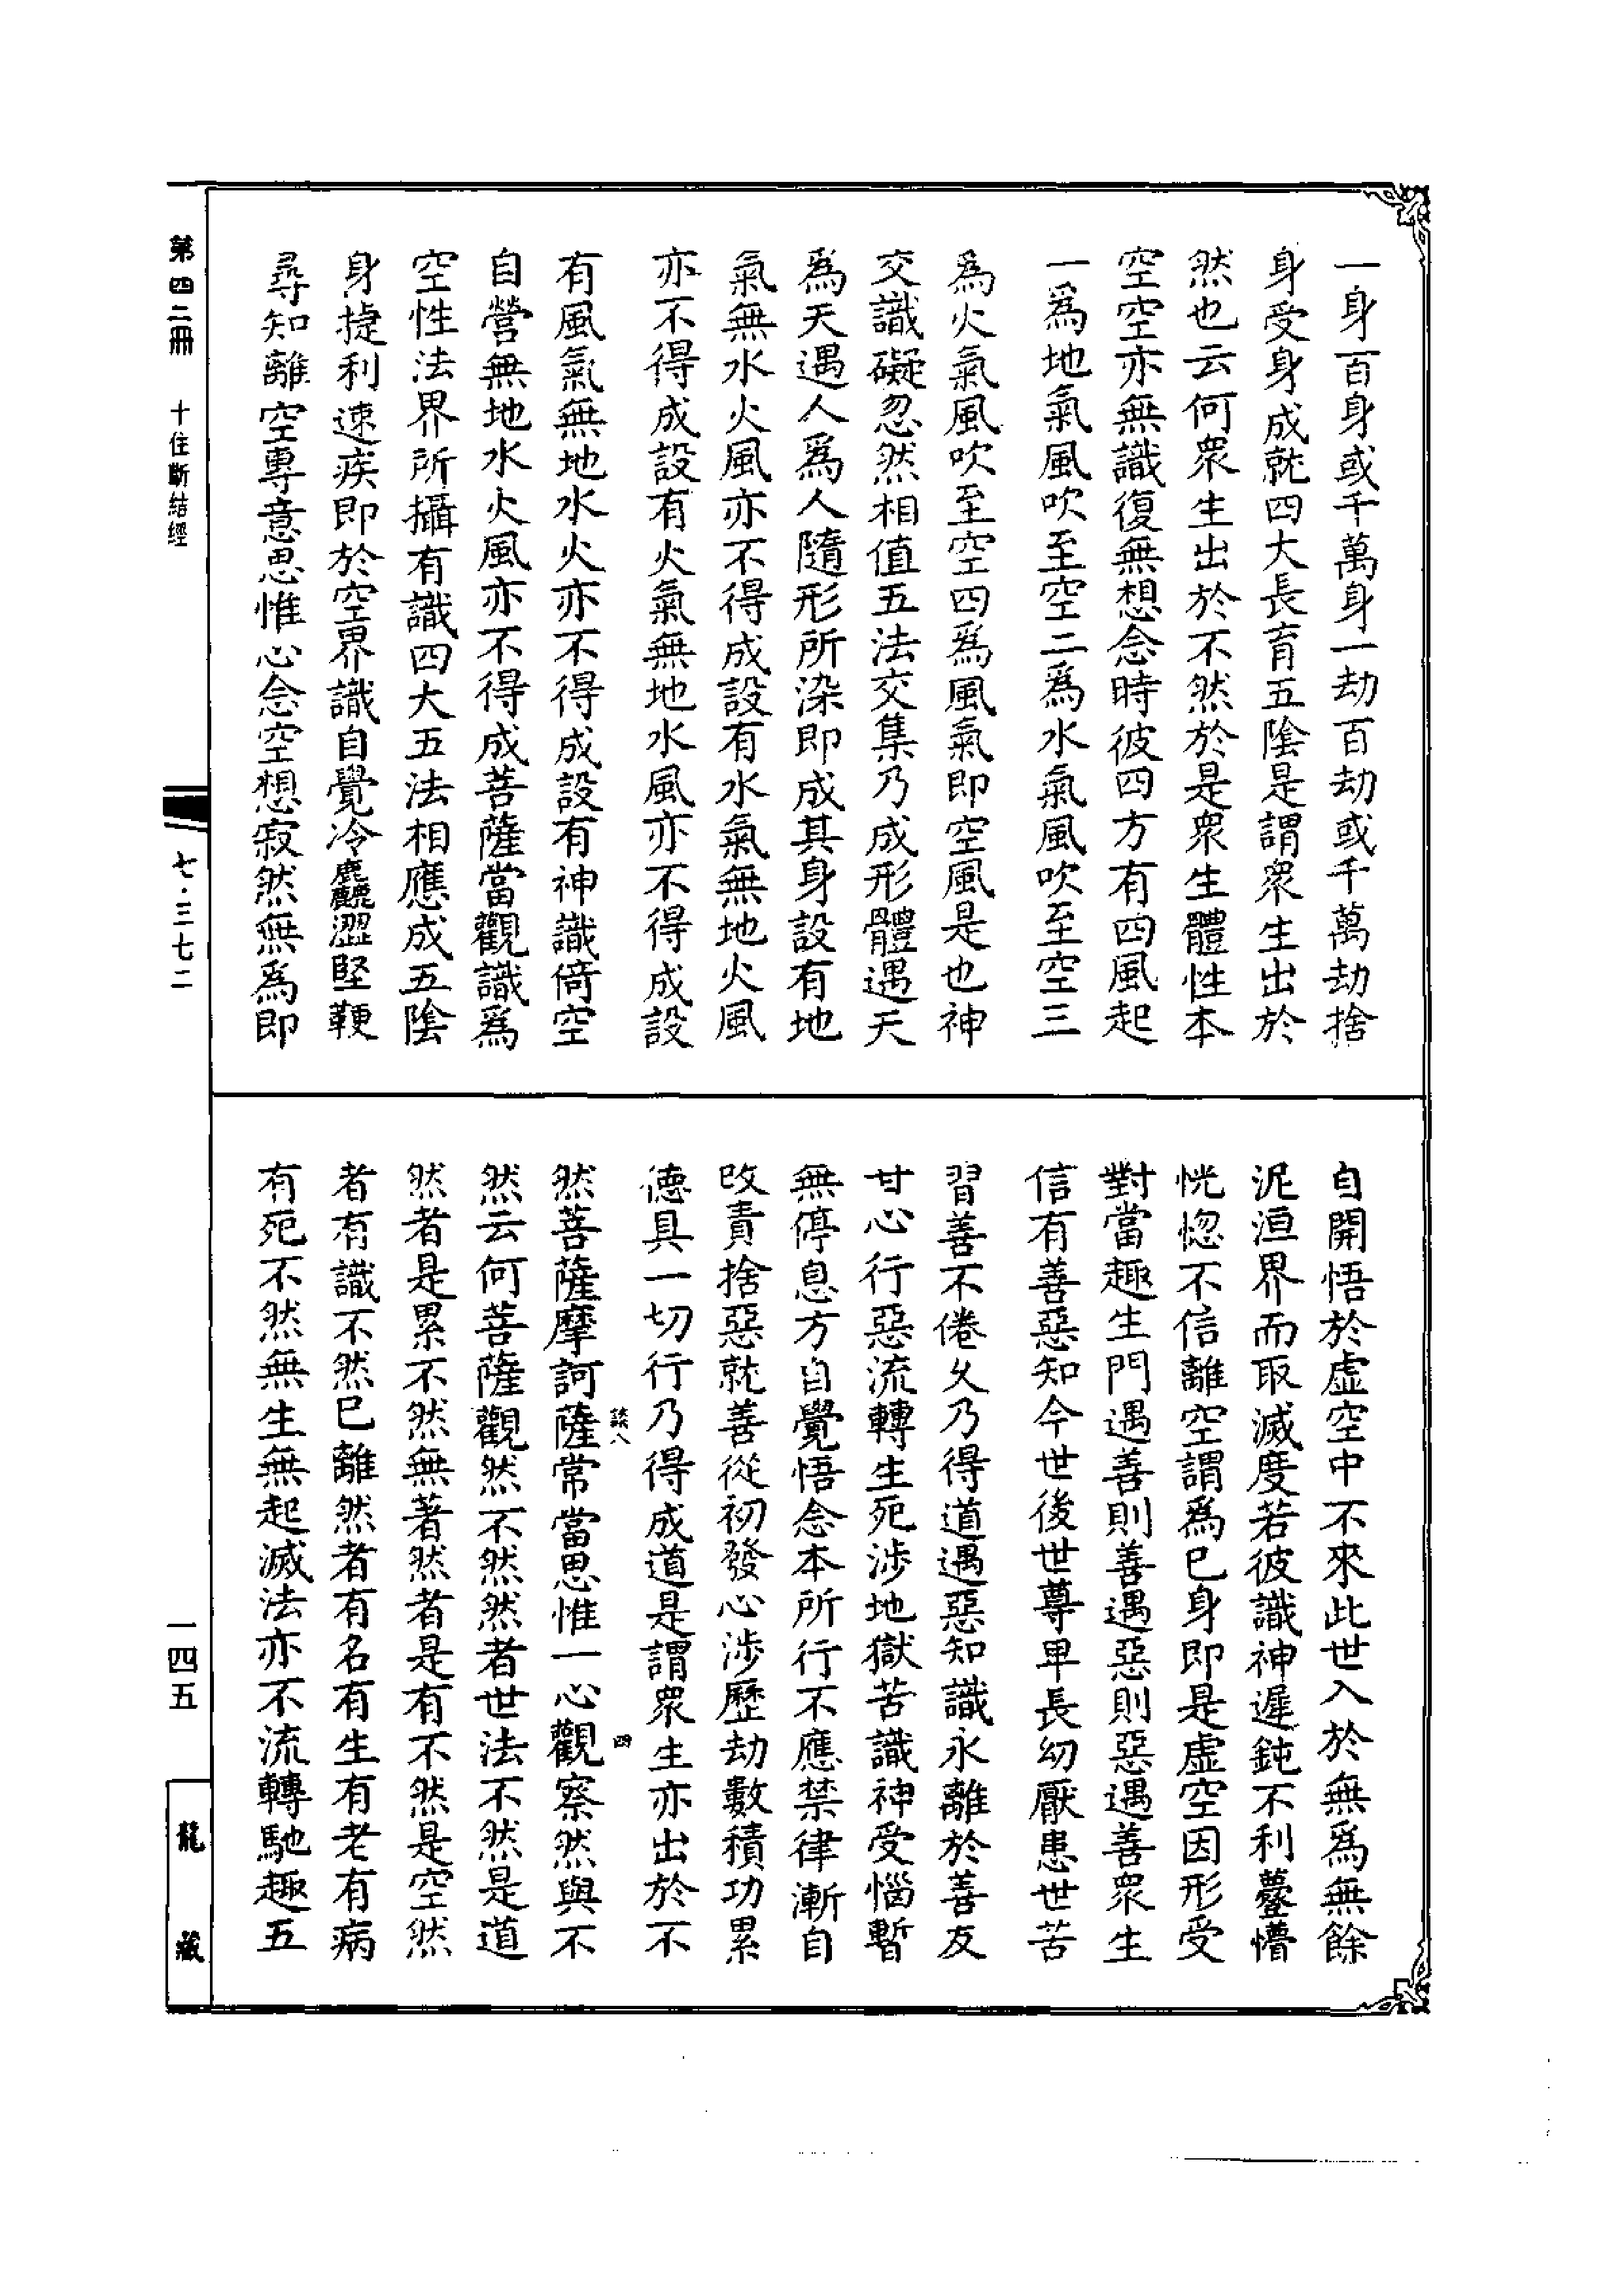 一身百身或千萬身一劫百劫或千萬劫捨
身受身成就四大長育五陰是謂眾生出於
然也云何眾生出於不然於是眾生體性本
空空亦無識復無想念時彼四方有四風起
一爲地氣風吹至空二爲水氣風吹至空三
為火氣風吹至空四爲風氣即空風是也神
交識礙忽然相值五法交集乃成形體遇天
爲天遇人爲人隨形所染即成其身設有地
氣無水火風亦不得成設有水氣無地火風
亦不得成設有火氣無地水風亦不得成設
有風氣無地水火亦不得成設有神識倚空
自營無地水火風亦不得成菩薩當觀識爲
空性法界所攝有識四大五法相應成五陰
身捷利速疾即於空界識自覺冷麤澀堅鞕
尋知離空專意思惟心念空想寂然無為即
自開悟於虛空中不來此世入於無爲無餘
泥洹界而取滅度若彼識神遲鈍不利薹懵
恍惚不信離空謂爲已身即是虛空因形受
對當趣生門遇善則善遇惡則惡遇善眾生
信有善惡知今世後世尊卑長幼厭患世苦
習善不倦久乃得道遇惡知識永離於善友
甘心行惡流轉生死涉地獄苦識神受惱暫
無停息方自覺悟念本所行不應禁律漸自
改責捨惡就善從初發心涉歷劫數積功累
德具一切行乃得成道是謂眾生亦出於不
談八 四
然菩薩摩訶薩常當思惟一心觀察然與不
然云何菩薩觀然不然然者世法不然是道
然者是累不然無著然者是有不然是空然
者有識不然已離然者有名有生有老有病
有死不然無生無起滅法亦不流轉馳趣五
第四二冊 十住斷結經
七·三七二
一四五
龍藏